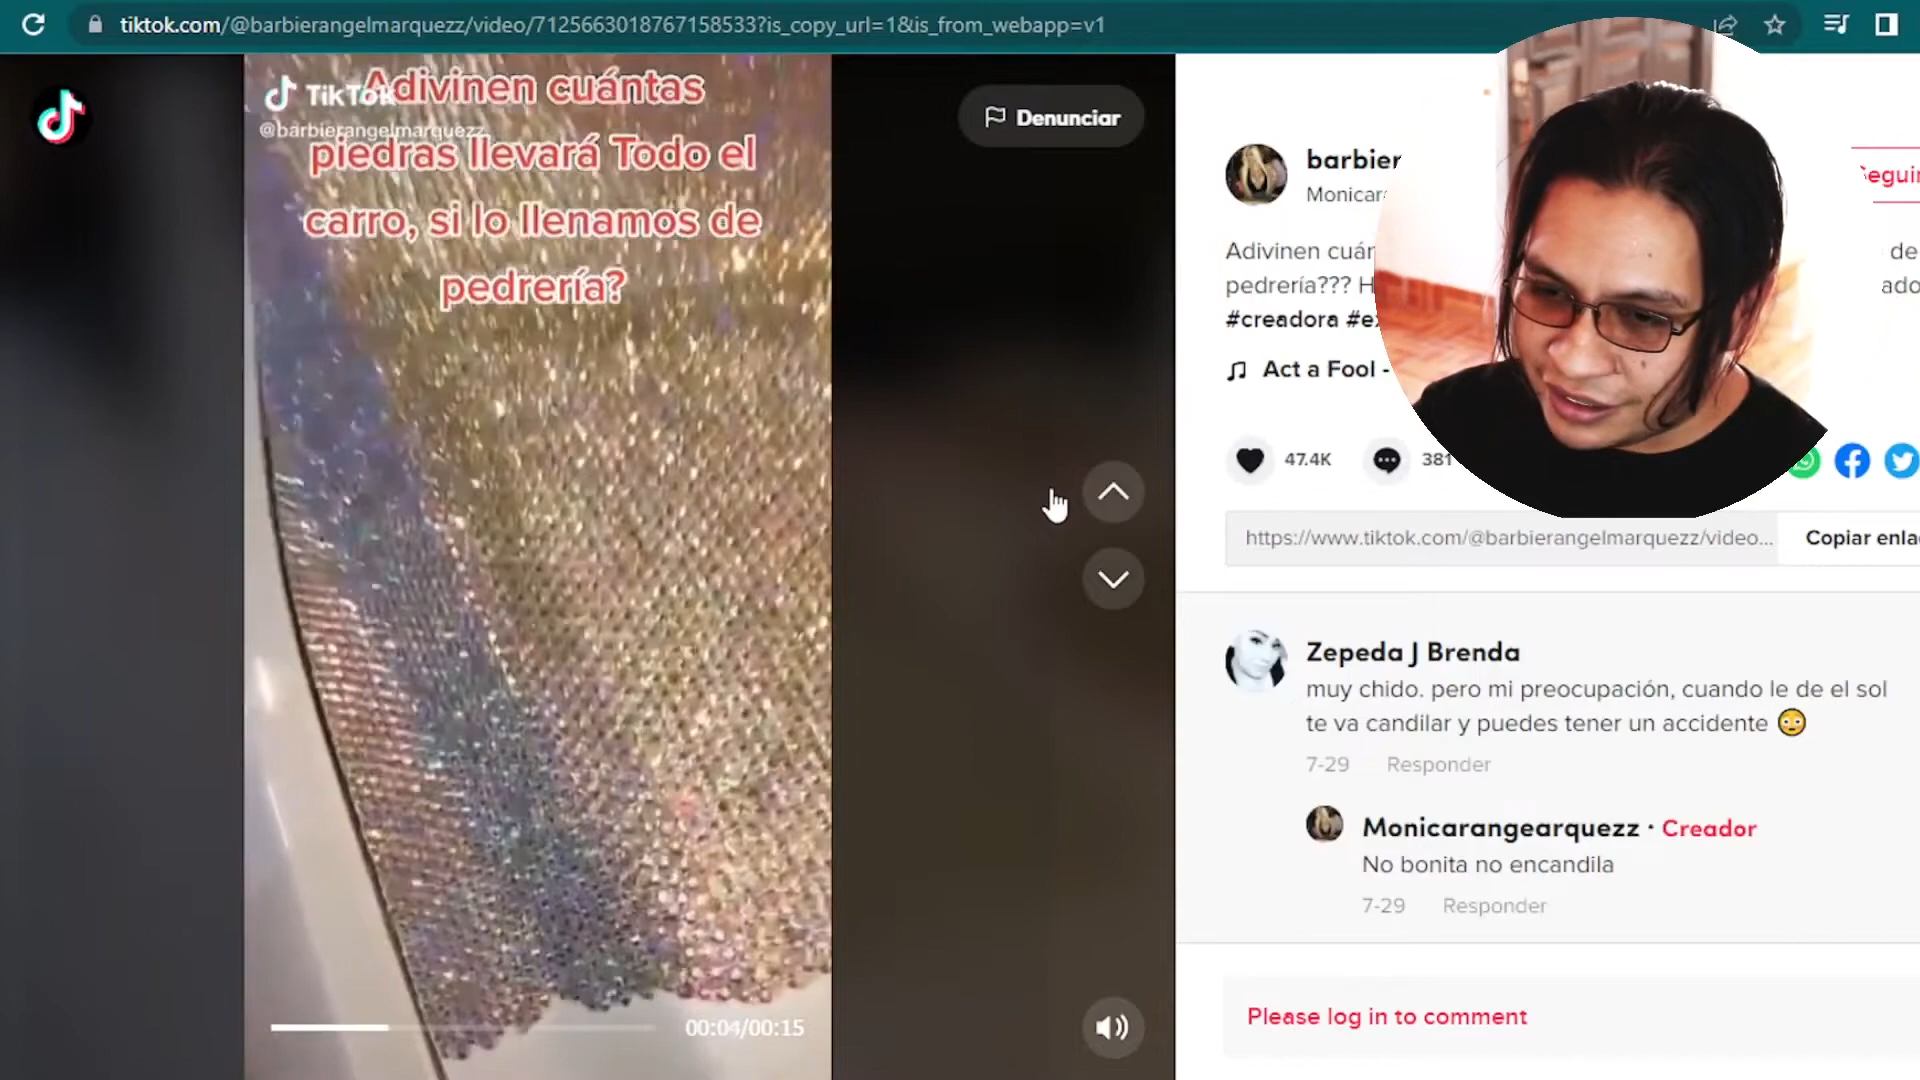 tiktok.com/@barbierangelmarquezz/video/7125663018767158533?is_copy_url=1&is_from_webapp=v1
TikTok
@barbierangelmarquezz
Adivinen cuántas
piedras llevará Todo el
carro, si lo llenamos de
pedrería?
00:04/00:15
Denunciar
barbier
Monicar
Seguir
Adivinen cuán de
pedrería??? H ado
#creadora #ex
Act a Fool -
47.4K
381
https://www.tiktok.com/@barbierangelmarquezz/video...
Copiar enla
Zepeda J Brenda
muy chido. pero mi preocupación, cuando le de el sol
te va candilar y puedes tener un accidente 😳
7-29 Responder
Monicarangearquezz · Creador
No bonita no encandila
7-29 Responder
Please log in to comment